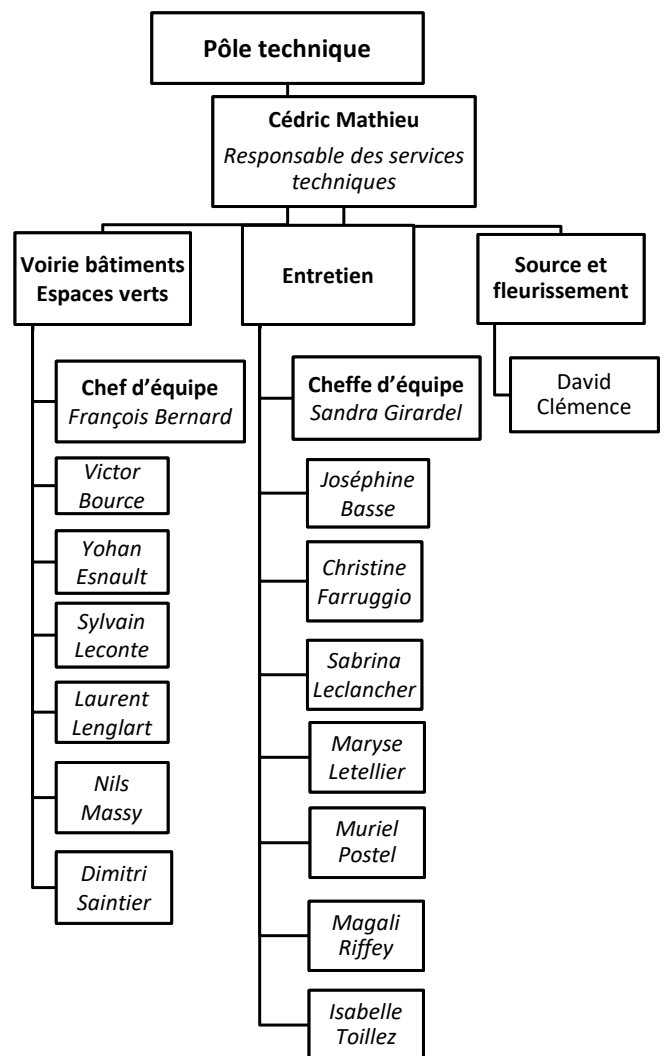 Pôle technique
Cédric Mathieu
Responsable des services
techniques
Voirie bâtiments
Espaces verts
Chef d'équipe
François Bernard
Victor
Bource
Yohan
Esnault
Sylvain
Leconte
Laurent
Lenglart
Nils
Massy
Dimitri
Saintier
Entretien
Cheffe d'équipe
Sandra Girardel
Joséphine
Basse
Christine
Farruggio
Sabrina
Leclancher
Maryse
Letellier
Muriel
Postel
Magali
Riffey
Isabelle
Toillez
Source et
fleurissement
David
Clémence